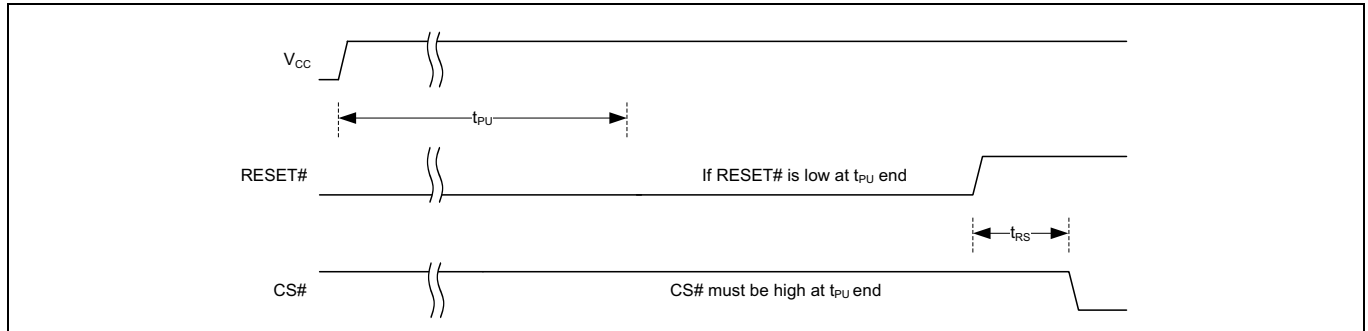 VCC
tPU
RESET#
If RESET# is low at tPU end
tRS
CS#
CS# must be high at tPU end